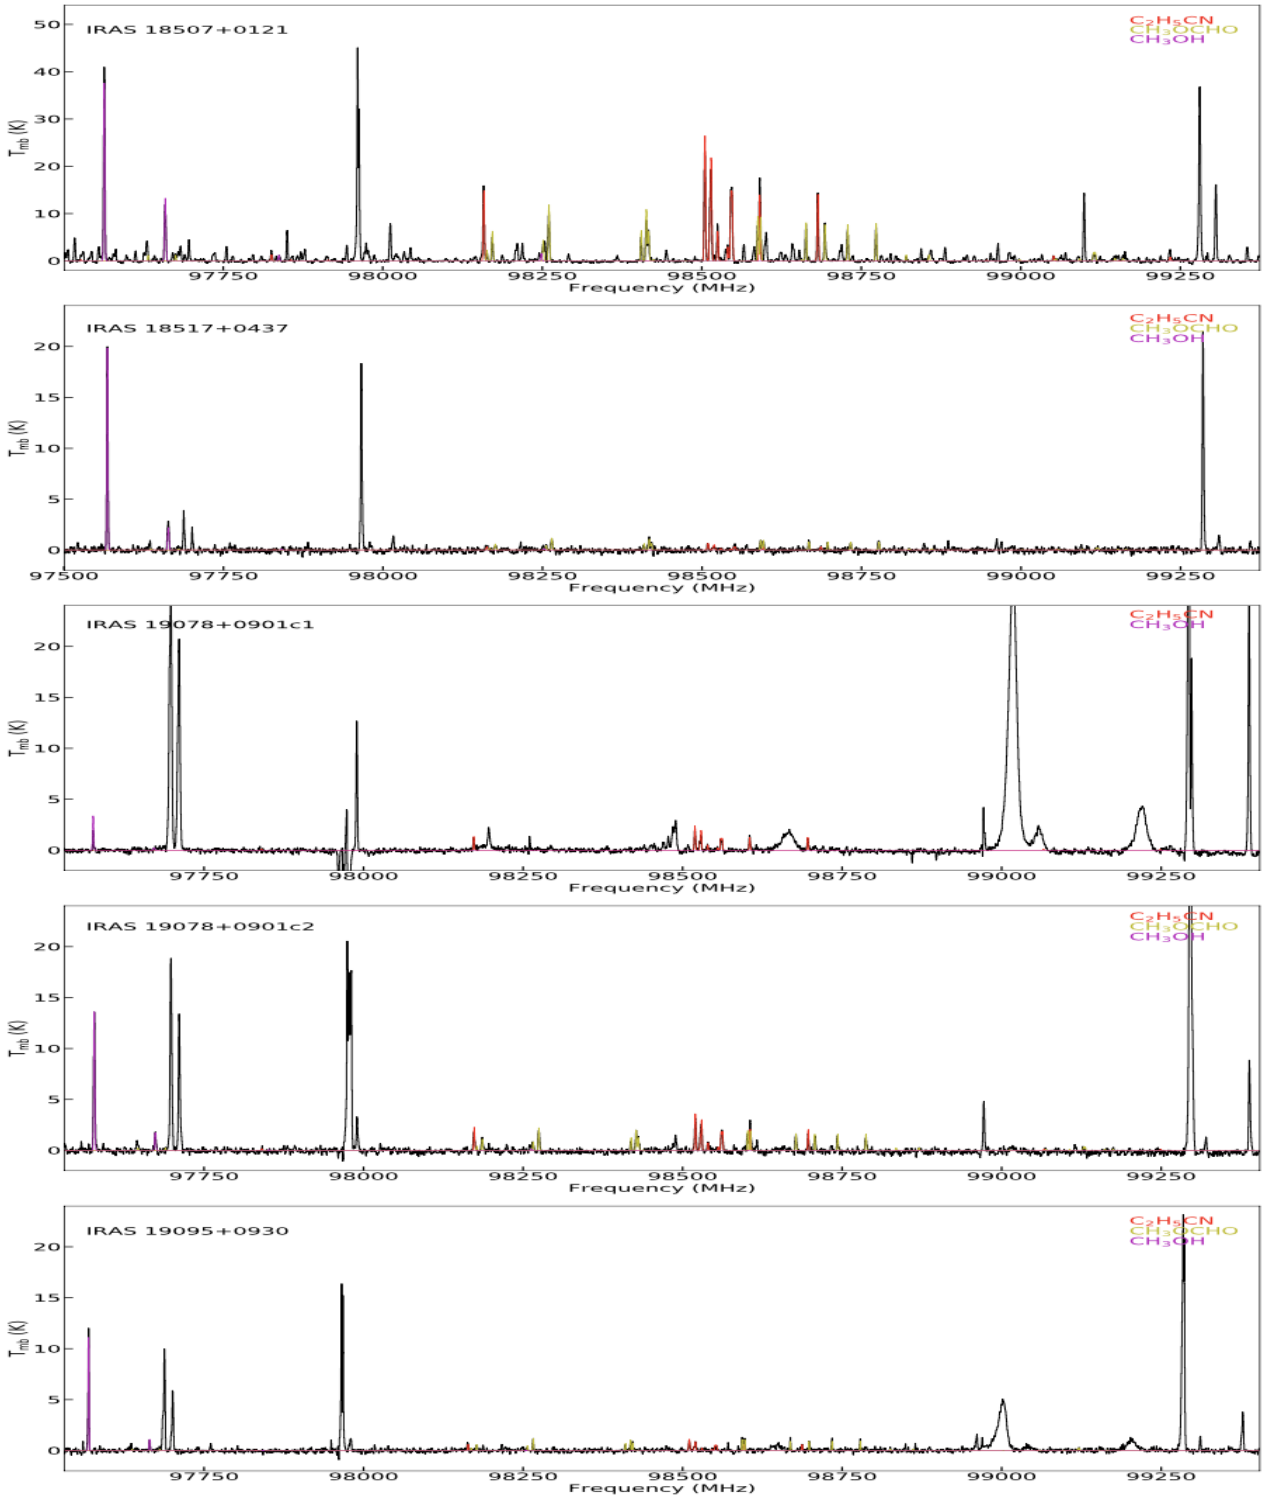 IRAS 18507+0121
C₂H₅CN
CH₃OCHO
CH₃OH
50
40
30
20
10
0
Tmb (K)
97750 98000 98250 98500 98750 99000 99250
Frequency (MHz)
IRAS 18517+0437
C₂H₅CN
CH₃OCHO
CH₃OH
20
15
10
5
0
Tmb (K)
97500 97750 98000 98250 98500 98750 99000 99250
Frequency (MHz)
IRAS 19078+0901c1
C₂H₅CN
CH₃OH
20
15
10
5
0
Tmb (K)
97750 98000 98250 98500 98750 99000 99250
Frequency (MHz)
IRAS 19078+0901c2
C₂H₅CN
CH₃OCHO
CH₃OH
20
15
10
5
0
Tmb (K)
97750 98000 98250 98500 98750 99000 99250
Frequency (MHz)
IRAS 19095+0930
C₂H₅CN
CH₃OCHO
CH₃OH
20
15
10
5
0
Tmb (K)
97750 98000 98250 98500 98750 99000 99250
Frequency (MHz)